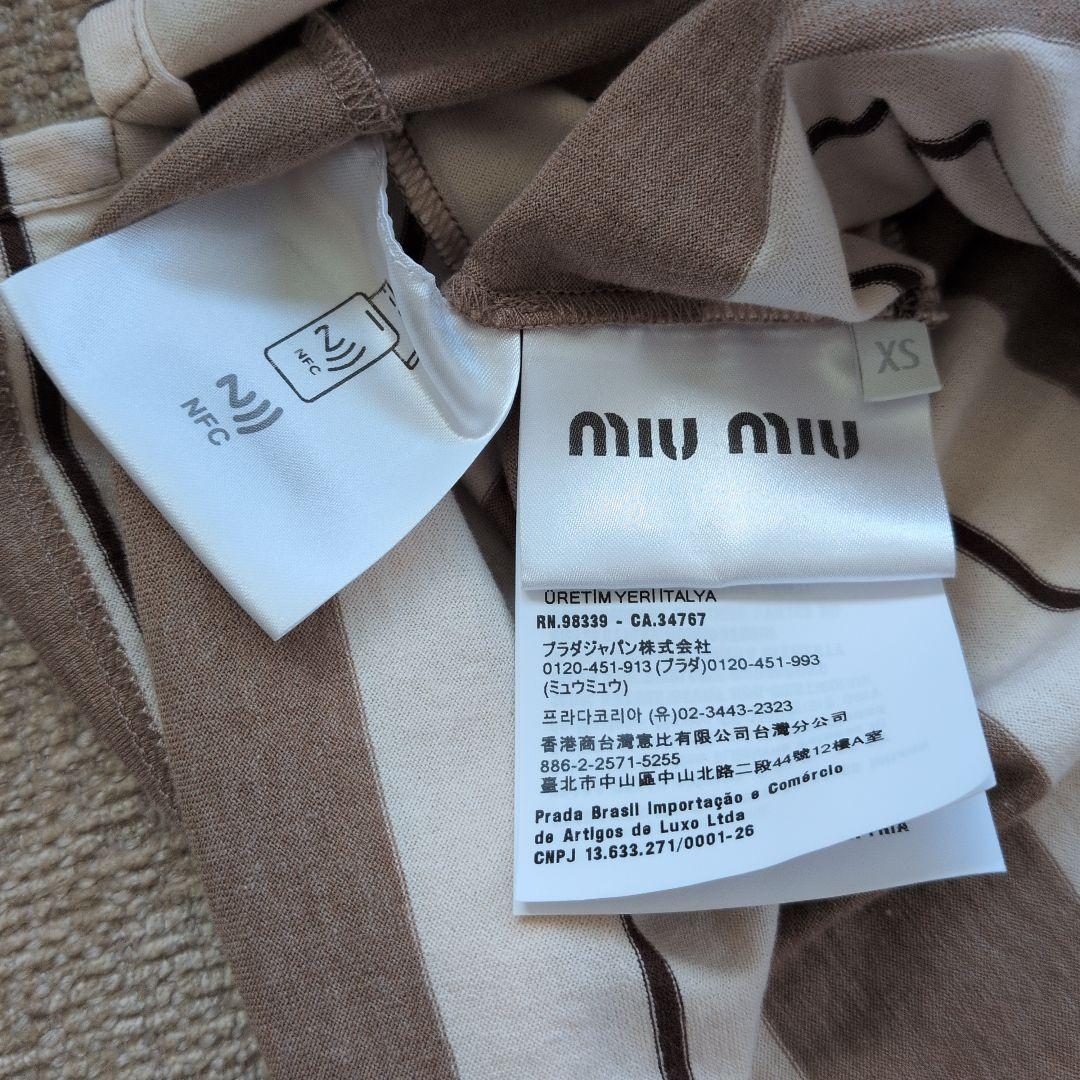 NFC
NFC
XS
miu miu
ÜRETİM YERİ İTALYA
RN.98339 - CA.34767
プラダジャパン株式会社
0120-451-913 (プラダ)0120-451-993
(ミュウミュウ)
프라다코리아 (유)02-3443-2323
香港商台灣惠比有限公司台灣分公司
886-2-2571-5255
臺北市中山區中山北路二段44號12樓A室
Prada Brasil Importação e Comércio
de Artigos de Luxo Ltda
CNPJ 13.633.271/0001-26